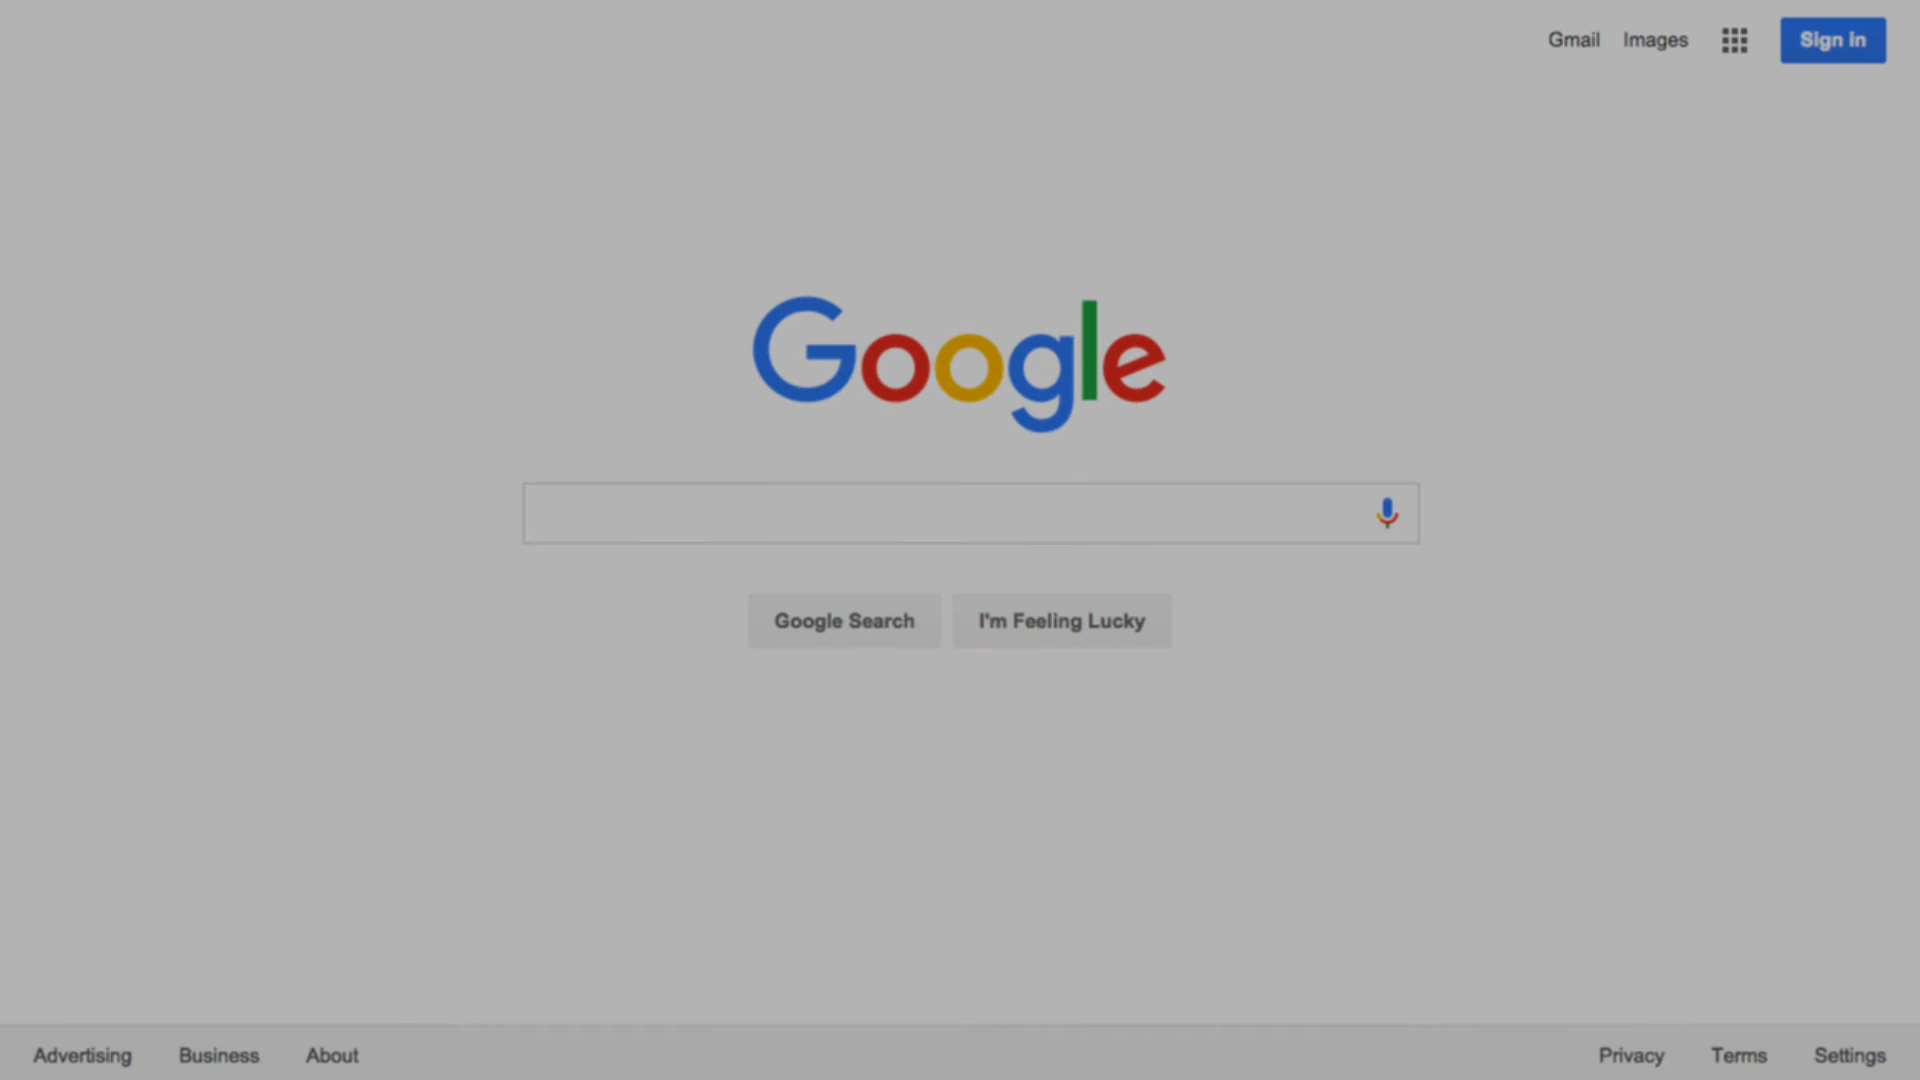 Gmail Images Sign in
Google
Google Search I'm Feeling Lucky
Advertising Business About Privacy Terms Settings